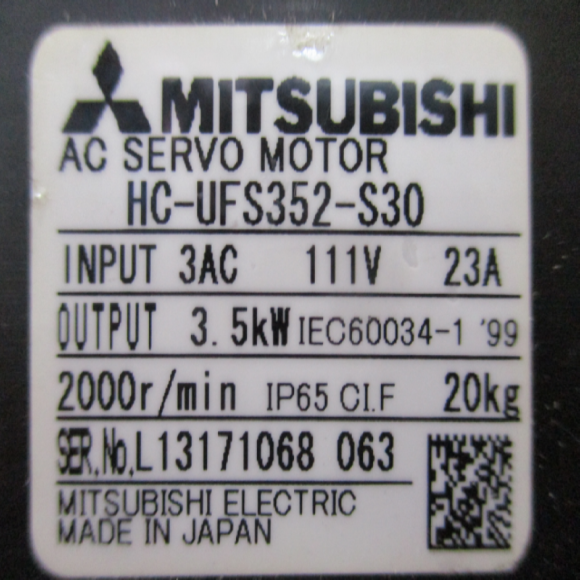 MITSUBISHI
AC SERVO MOTOR
HC-UFS352-S30
INPUT 3AC 111V 23A
OUTPUT 3.5kW IEC60034-1 '99
2000r/min IP65 CI.F 20kg
SER.No.L13171068 063
MITSUBISHI ELECTRIC
MADE IN JAPAN